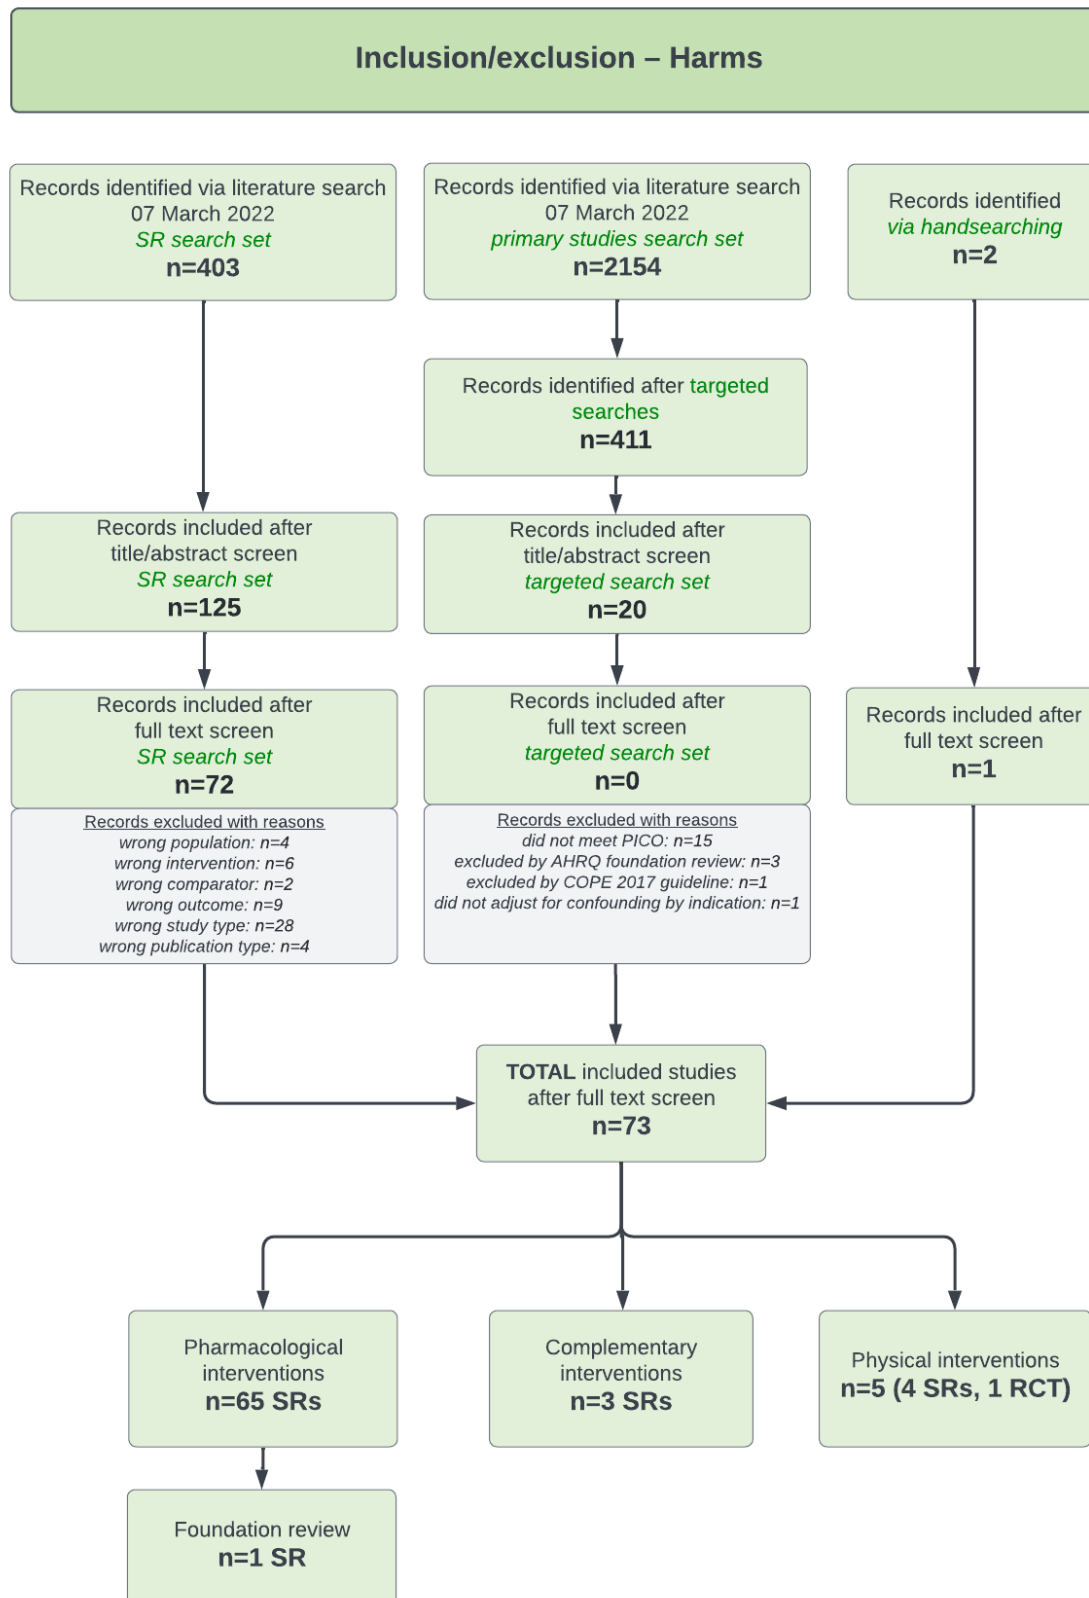 Inclusion/exclusion – Harms
Records identified via literature search
07 March 2022
SR search set
n=403
Records identified via literature search
07 March 2022
primary studies search set
n=2154
Records identified
via handsearching
n=2
Records identified after targeted
searches
n=411
Records included after
title/abstract screen
SR search set
n=125
Records included after
title/abstract screen
targeted search set
n=20
Records included after
full text screen
SR search set
n=72
Records included after
full text screen
targeted search set
n=0
Records included after
full text screen
n=1
Records excluded with reasons
wrong population: n=4
wrong intervention: n=6
wrong comparator: n=2
wrong outcome: n=9
wrong study type: n=28
wrong publication type: n=4
Records excluded with reasons
did not meet PICO: n=15
excluded by AHRQ foundation review: n=3
excluded by COPE 2017 guideline: n=1
did not adjust for confounding by indication: n=1
TOTAL included studies
after full text screen
n=73
Pharmacological
interventions
n=65 SRs
Complementary
interventions
n=3 SRs
Physical interventions
n=5 (4 SRs, 1 RCT)
Foundation review
n=1 SR